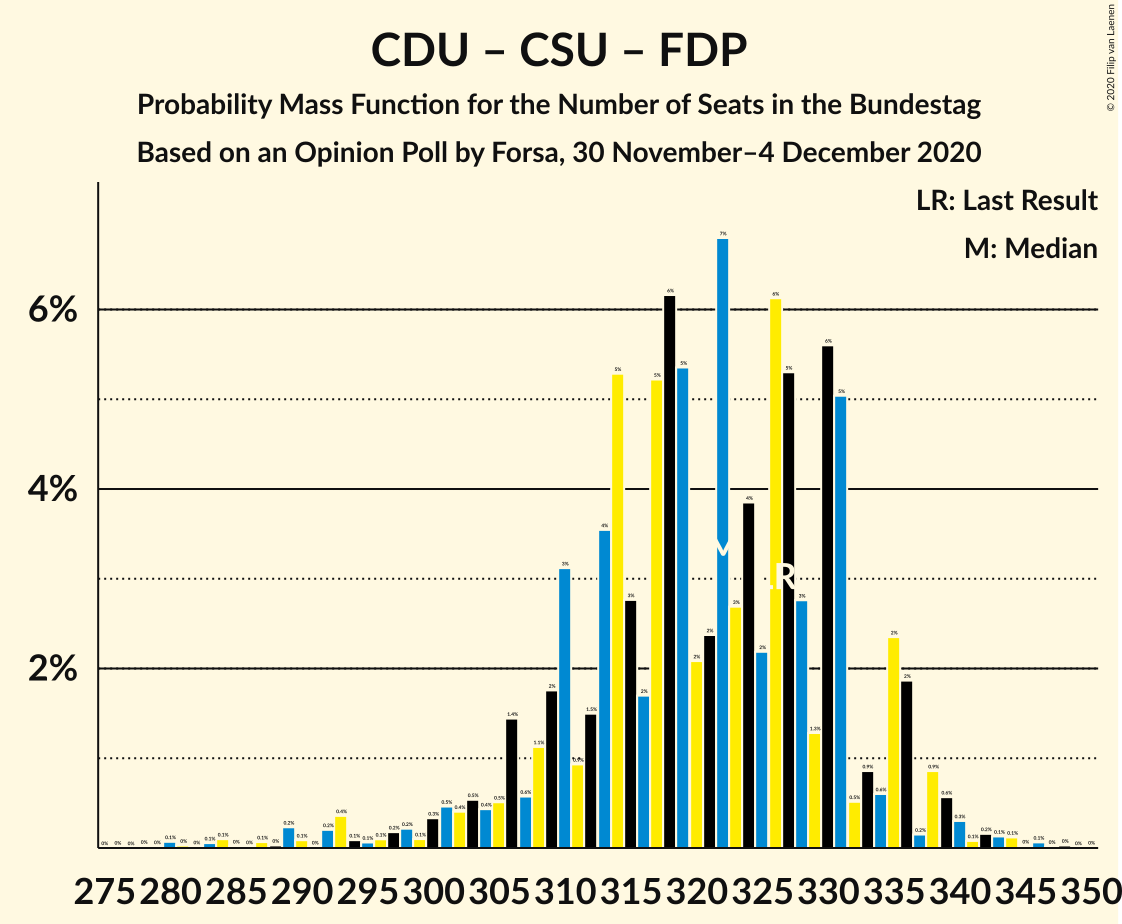 CDU – CSU – FDP
Probability Mass Function for the Number of Seats in the Bundestag
Based on an Opinion Poll by Forsa, 30 November–4 December 2020
© 2020 Filip van Laenen
LR: Last Result
M: Median
6%
4%
2%
M
LR
275 280 285 290 295 300 305 310 315 320 325 330 335 340 345 350